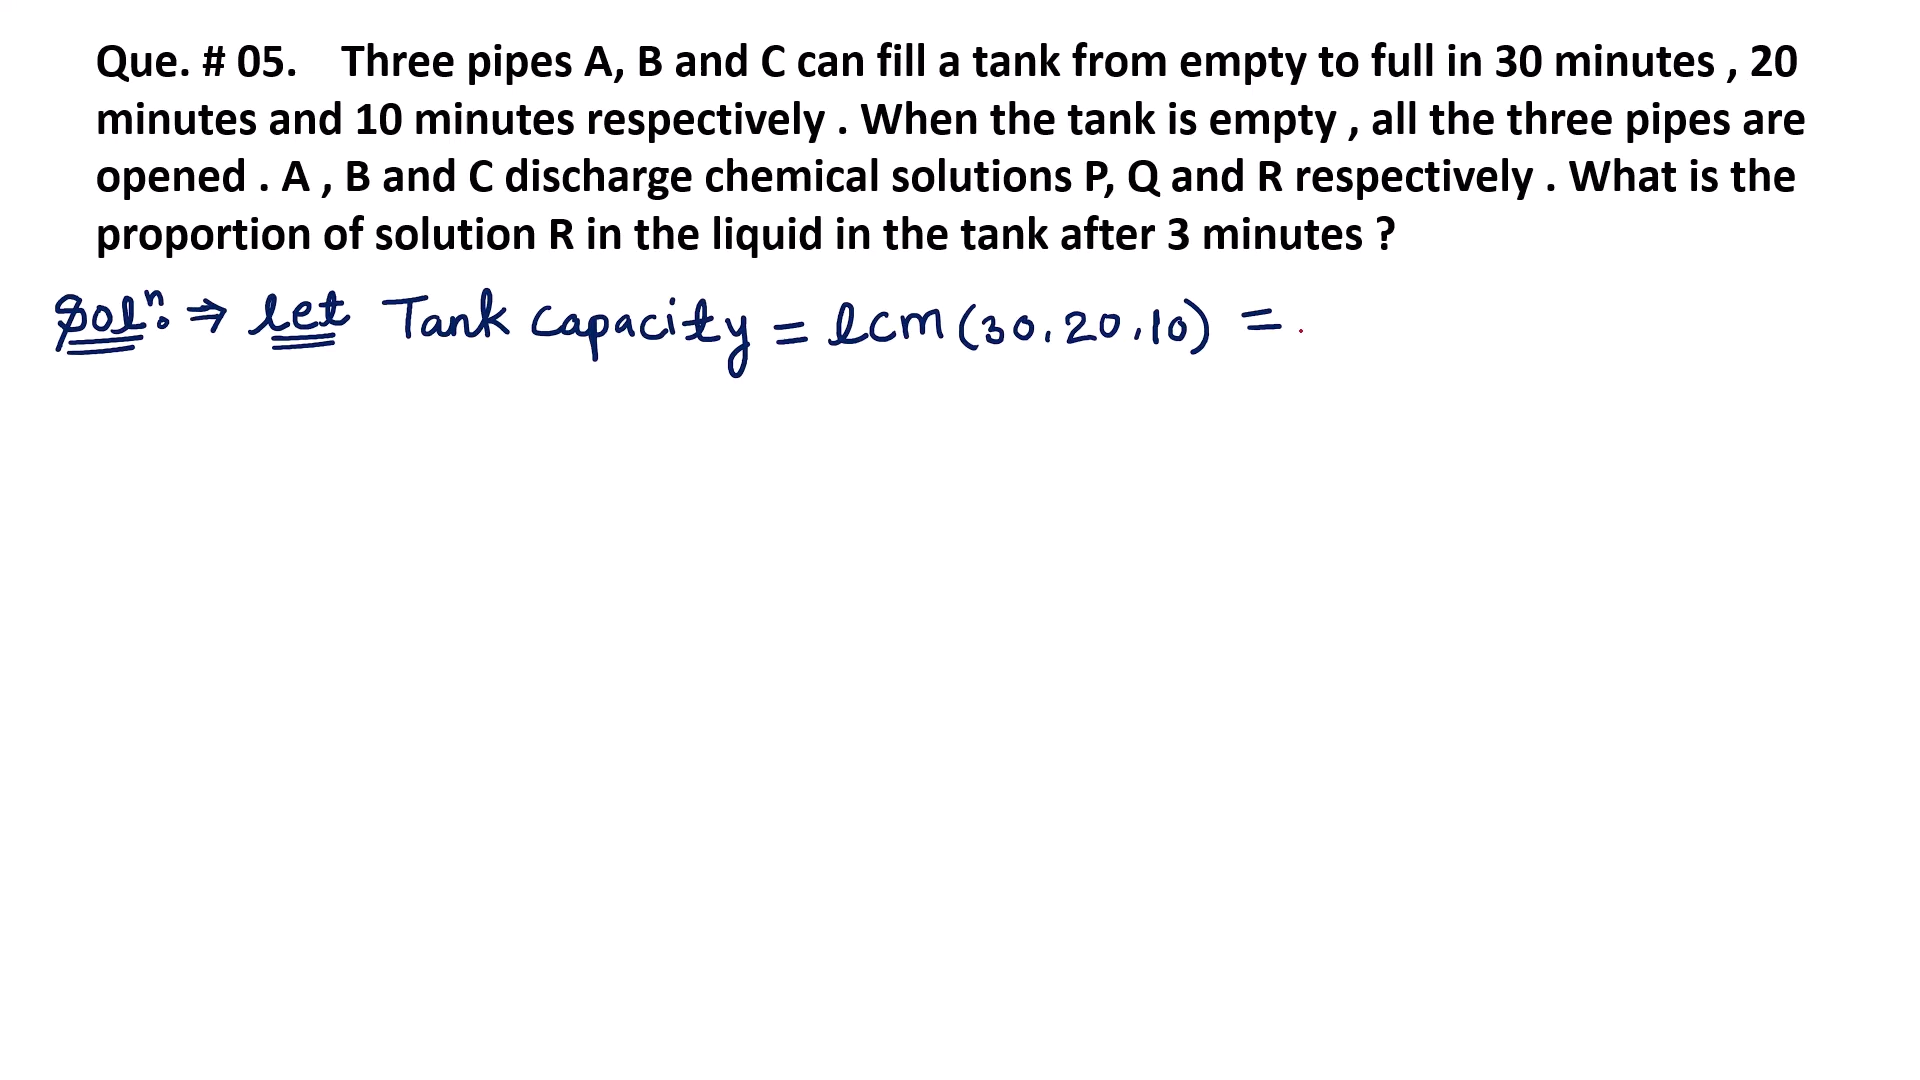 Que. # 05. Three pipes A, B and C can fill a tank from empty to full in 30 minutes , 20
minutes and 10 minutes respectively . When the tank is empty , all the three pipes are
opened . A , B and C discharge chemical solutions P, Q and R respectively . What is the
proportion of solution R in the liquid in the tank after 3 minutes ?
Solⁿ. ⇒ let Tank capacity = lcm (30, 20, 10) =